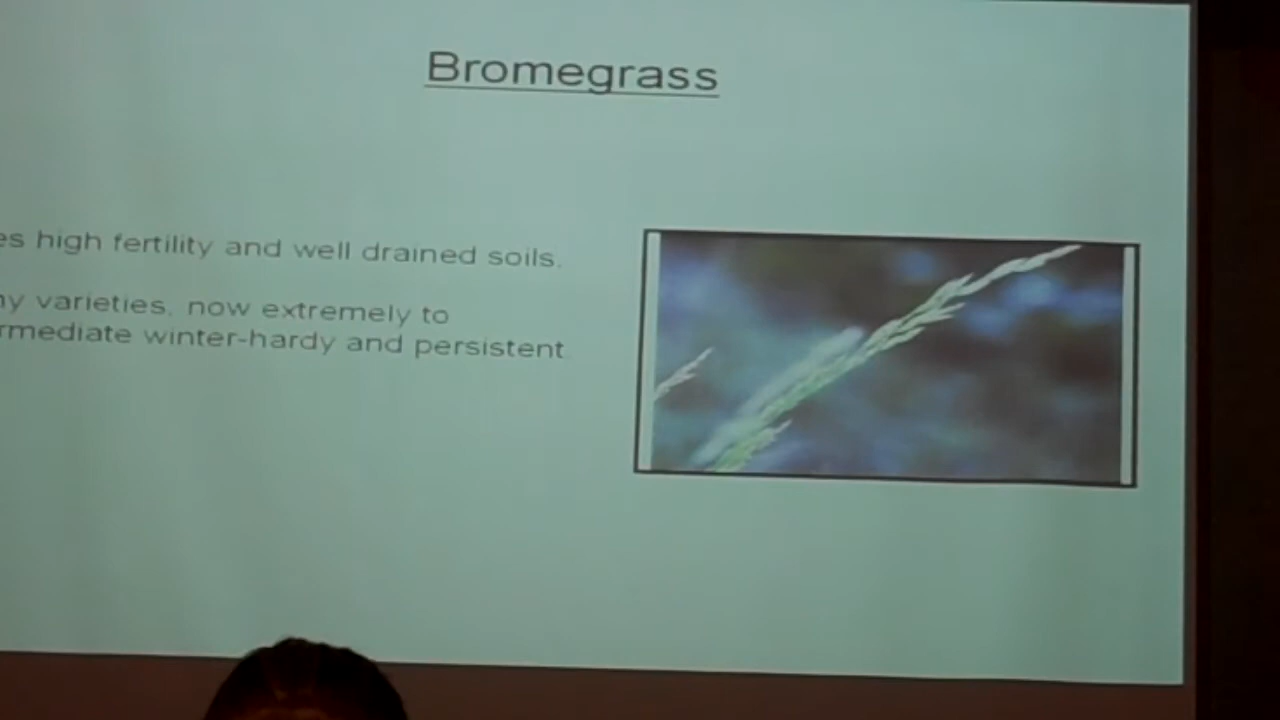 Bromegrass
es high fertility and well drained soils.
ny varieties, now extremely to
rmediate winter-hardy and persistent